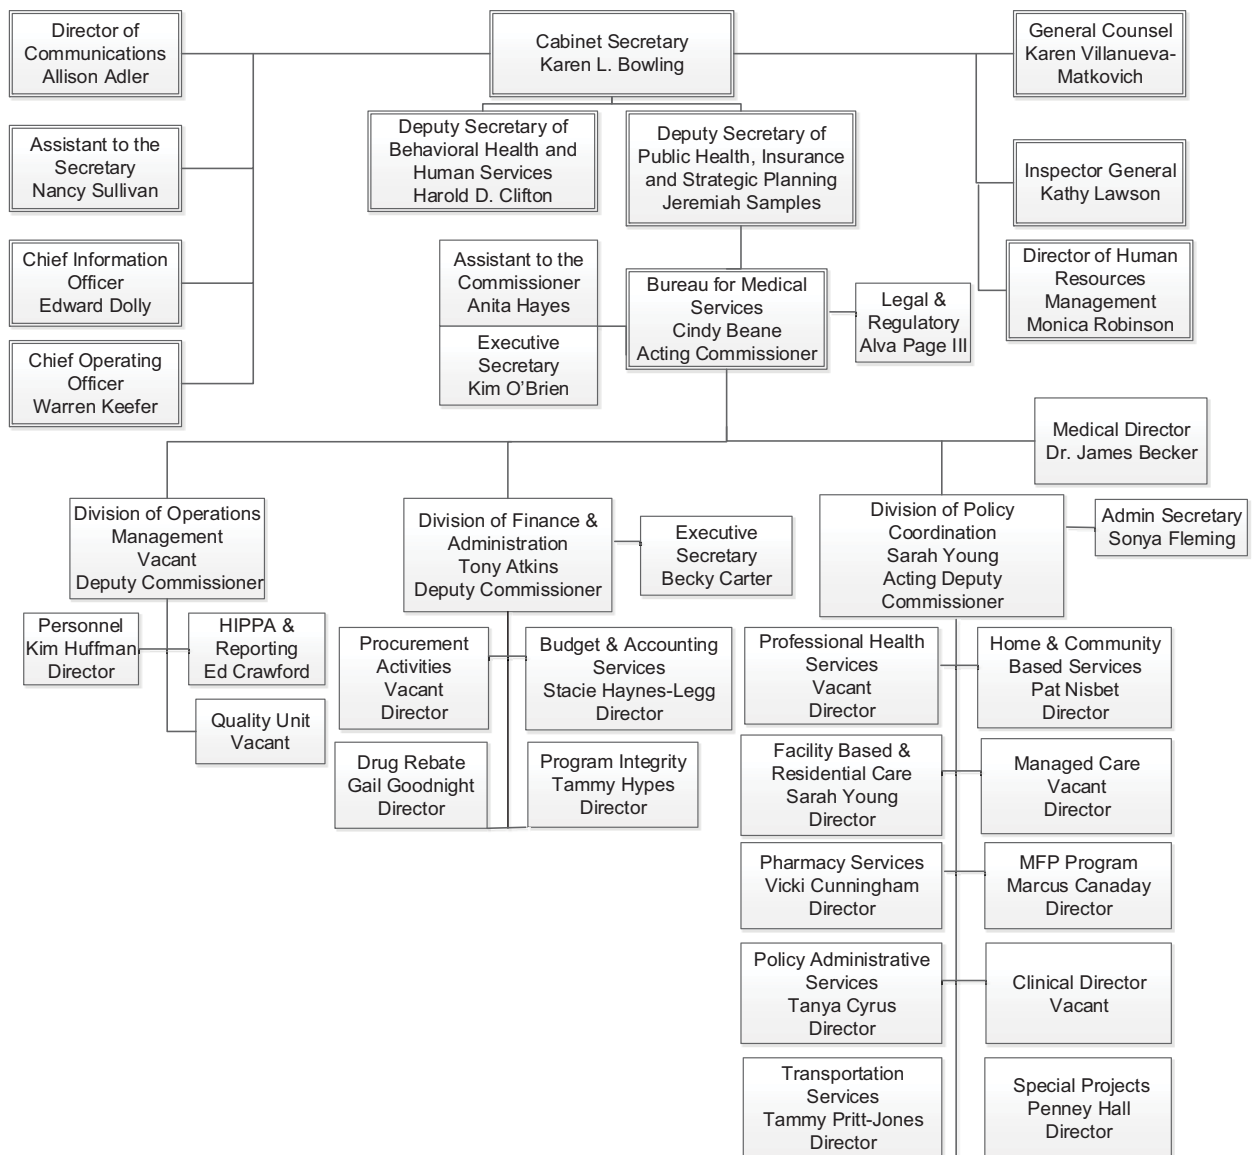 Director of
Communications
Allison Adler
Cabinet Secretary
Karen L. Bowling
General Counsel
Karen Villanueva-
Matkovich
Assistant to the
Secretary
Nancy Sullivan
Deputy Secretary of
Behavioral Health and
Human Services
Harold D. Clifton
Deputy Secretary of
Public Health, Insurance
and Strategic Planning
Jeremiah Samples
Inspector General
Kathy Lawson
Chief Information
Officer
Edward Dolly
Assistant to the
Commissioner
Anita Hayes
Bureau for Medical
Services
Cindy Beane
Acting Commissioner
Legal &
Regulatory
Alva Page III
Director of Human
Resources
Management
Monica Robinson
Chief Operating
Officer
Warren Keefer
Executive
Secretary
Kim O’Brien
Medical Director
Dr. James Becker
Division of Operations
Management
Vacant
Deputy Commissioner
Division of Finance &
Administration
Tony Atkins
Deputy Commissioner
Executive
Secretary
Becky Carter
Division of Policy
Coordination
Sarah Young
Acting Deputy
Commissioner
Admin Secretary
Sonya Fleming
Personnel
Kim Huffman
Director
HIPPA &
Reporting
Ed Crawford
Quality Unit
Vacant
Procurement
Activities
Vacant
Director
Budget & Accounting
Services
Stacie Haynes-Legg
Director
Drug Rebate
Gail Goodnight
Director
Program Integrity
Tammy Hypes
Director
Professional Health
Services
Vacant
Director
Home & Community
Based Services
Pat Nisbet
Director
Facility Based &
Residential Care
Sarah Young
Director
Managed Care
Vacant
Director
Pharmacy Services
Vicki Cunningham
Director
MFP Program
Marcus Canaday
Director
Policy Administrative
Services
Tanya Cyrus
Director
Clinical Director
Vacant
Transportation
Services
Tammy Pritt-Jones
Director
Special Projects
Penney Hall
Director